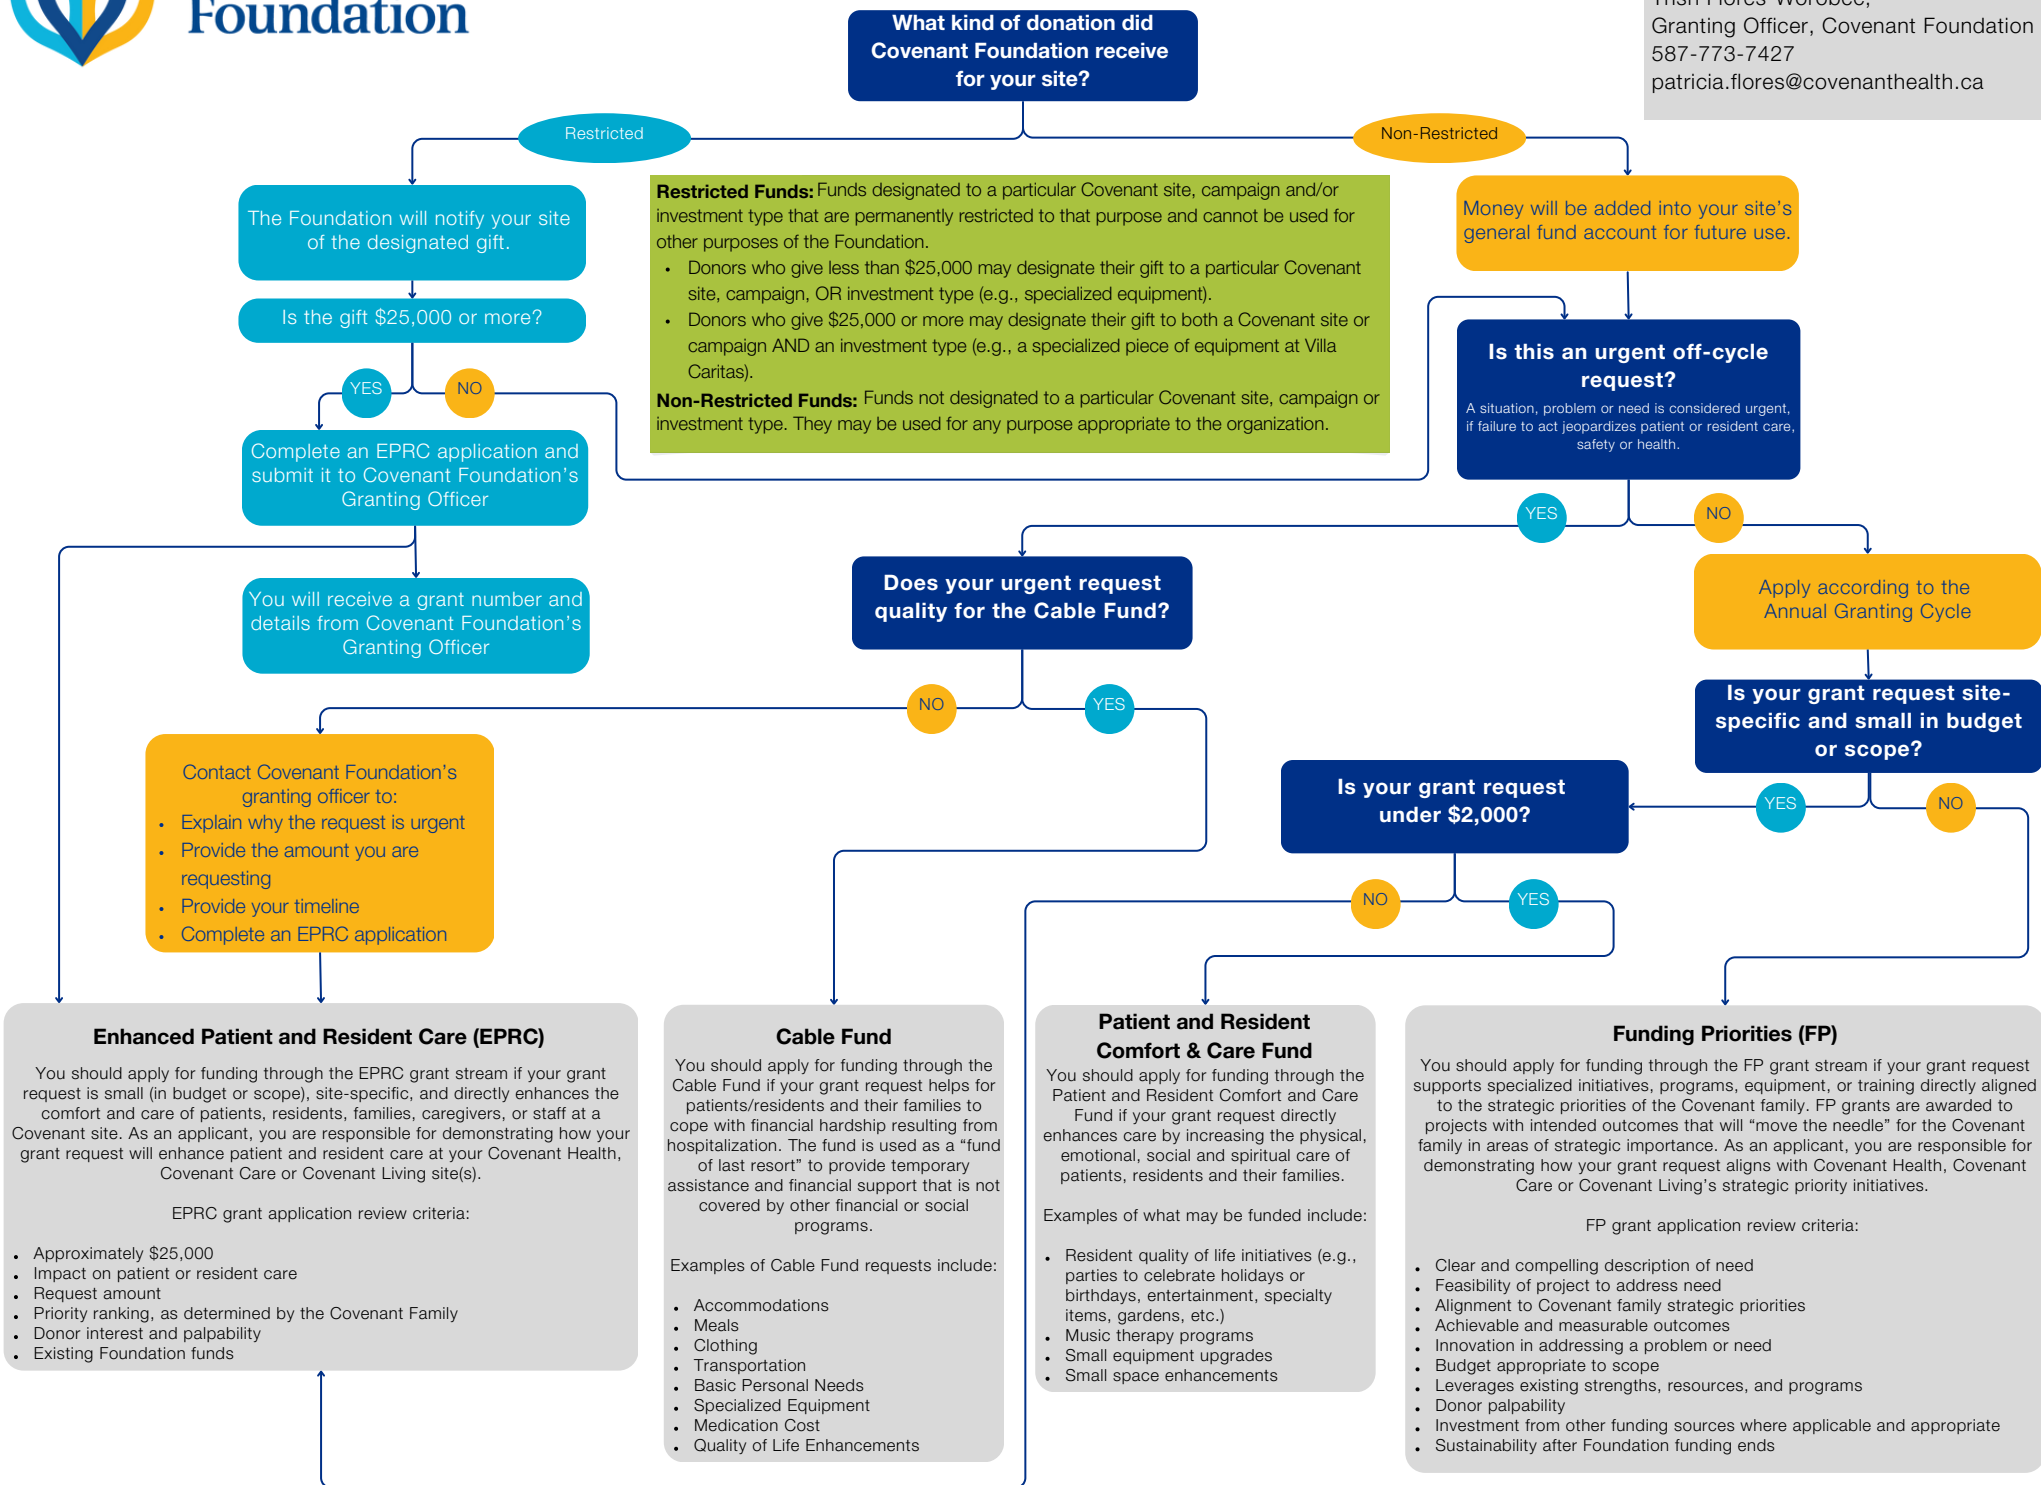 Foundation
What kind of donation did
Covenant Foundation receive
for your site?
Trish Flores-Worobec,
Granting Officer, Covenant Foundation
587-773-7427
patricia.flores@covenanthealth.ca
Restricted
Non-Restricted
The Foundation will notify your site
of the designated gift.
Is the gift $25,000 or more?
YES
NO
Complete an EPRC application and
submit it to Covenant Foundation's
Granting Officer
You will receive a grant number and
details from Covenant Foundation's
Granting Officer
Restricted Funds: Funds designated to a particular Covenant site, campaign and/or
investment type that are permanently restricted to that purpose and cannot be used for
other purposes of the Foundation.
• Donors who give less than $25,000 may designate their gift to a particular Covenant
site, campaign, OR investment type (e.g., specialized equipment).
• Donors who give $25,000 or more may designate their gift to both a Covenant site or
campaign AND an investment type (e.g., a specialized piece of equipment at Villa
Caritas).
Non-Restricted Funds: Funds not designated to a particular Covenant site, campaign or
investment type. They may be used for any purpose appropriate to the organization.
Money will be added into your site's
general fund account for future use.
Is this an urgent off-cycle
request?
A situation, problem or need is considered urgent,
if failure to act jeopardizes patient or resident care,
safety or health.
YES
NO
Does your urgent request
quality for the Cable Fund?
NO
YES
Apply according to the
Annual Granting Cycle
Is your grant request site-
specific and small in budget
or scope?
YES
NO
Is your grant request
under $2,000?
NO
YES
Contact Covenant Foundation's
granting officer to:
• Explain why the request is urgent
• Provide the amount you are
requesting
• Provide your timeline
• Complete an EPRC application
Enhanced Patient and Resident Care (EPRC)
You should apply for funding through the EPRC grant stream if your grant
request is small (in budget or scope), site-specific, and directly enhances the
comfort and care of patients, residents, families, caregivers, or staff at a
Covenant site. As an applicant, you are responsible for demonstrating how your
grant request will enhance patient and resident care at your Covenant Health,
Covenant Care or Covenant Living site(s).
EPRC grant application review criteria:
• Approximately $25,000
• Impact on patient or resident care
• Request amount
• Priority ranking, as determined by the Covenant Family
• Donor interest and palpability
• Existing Foundation funds
Cable Fund
You should apply for funding through the
Cable Fund if your grant request helps for
patients/residents and their families to
cope with financial hardship resulting from
hospitalization. The fund is used as a “fund
of last resort” to provide temporary
assistance and financial support that is not
covered by other financial or social
programs.
Examples of Cable Fund requests include:
• Accommodations
• Meals
• Clothing
• Transportation
• Basic Personal Needs
• Specialized Equipment
• Medication Cost
• Quality of Life Enhancements
Patient and Resident
Comfort & Care Fund
You should apply for funding through the
Patient and Resident Comfort and Care
Fund if your grant request directly
enhances care by increasing the physical,
emotional, social and spiritual care of
patients, residents and their families.
Examples of what may be funded include:
• Resident quality of life initiatives (e.g.,
parties to celebrate holidays or
birthdays, entertainment, specialty
items, gardens, etc.)
• Music therapy programs
• Small equipment upgrades
• Small space enhancements
Funding Priorities (FP)
You should apply for funding through the FP grant stream if your grant request
supports specialized initiatives, programs, equipment, or training directly aligned
to the strategic priorities of the Covenant family. FP grants are awarded to
projects with intended outcomes that will “move the needle” for the Covenant
family in areas of strategic importance. As an applicant, you are responsible for
demonstrating how your grant request aligns with Covenant Health, Covenant
Care or Covenant Living's strategic priority initiatives.
FP grant application review criteria:
• Clear and compelling description of need
• Feasibility of project to address need
• Alignment to Covenant family strategic priorities
• Achievable and measurable outcomes
• Innovation in addressing a problem or need
• Budget appropriate to scope
• Leverages existing strengths, resources, and programs
• Donor palpability
• Investment from other funding sources where applicable and appropriate
• Sustainability after Foundation funding ends